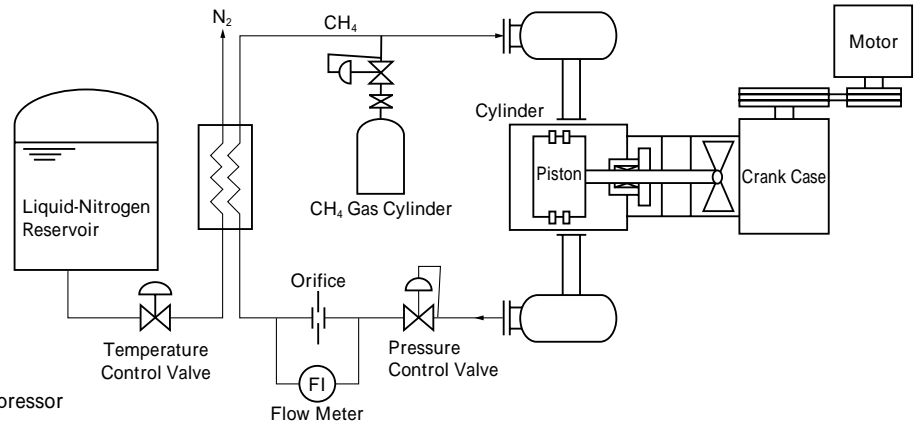 N₂
CH₄
Motor
Cylinder
Piston
Crank Case
Liquid-Nitrogen
Reservoir
CH₄ Gas Cylinder
Orifice
Temperature
Control Valve
Pressure
Control Valve
FI
Flow Meter
pressor